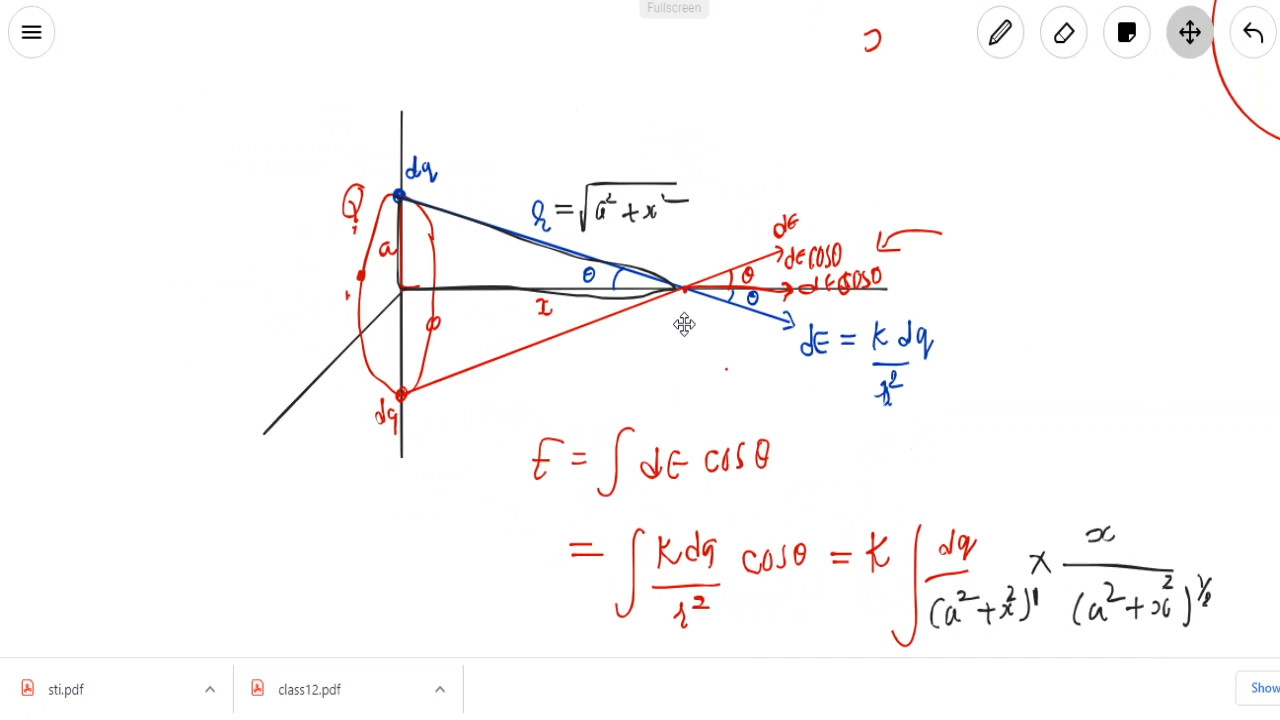 Fullscreen
dq
Q
r = √a² + x²
a
θ
x
dE
dE cosθ
θ
dE cosθ
θ
dE = k dq / r²
dq
E = ∫ dE cosθ
= ∫ k dq / r² cosθ = k ∫ dq / (a² + x²)¹ × x / (a² + x²)^½
sti.pdf
class12.pdf
Show